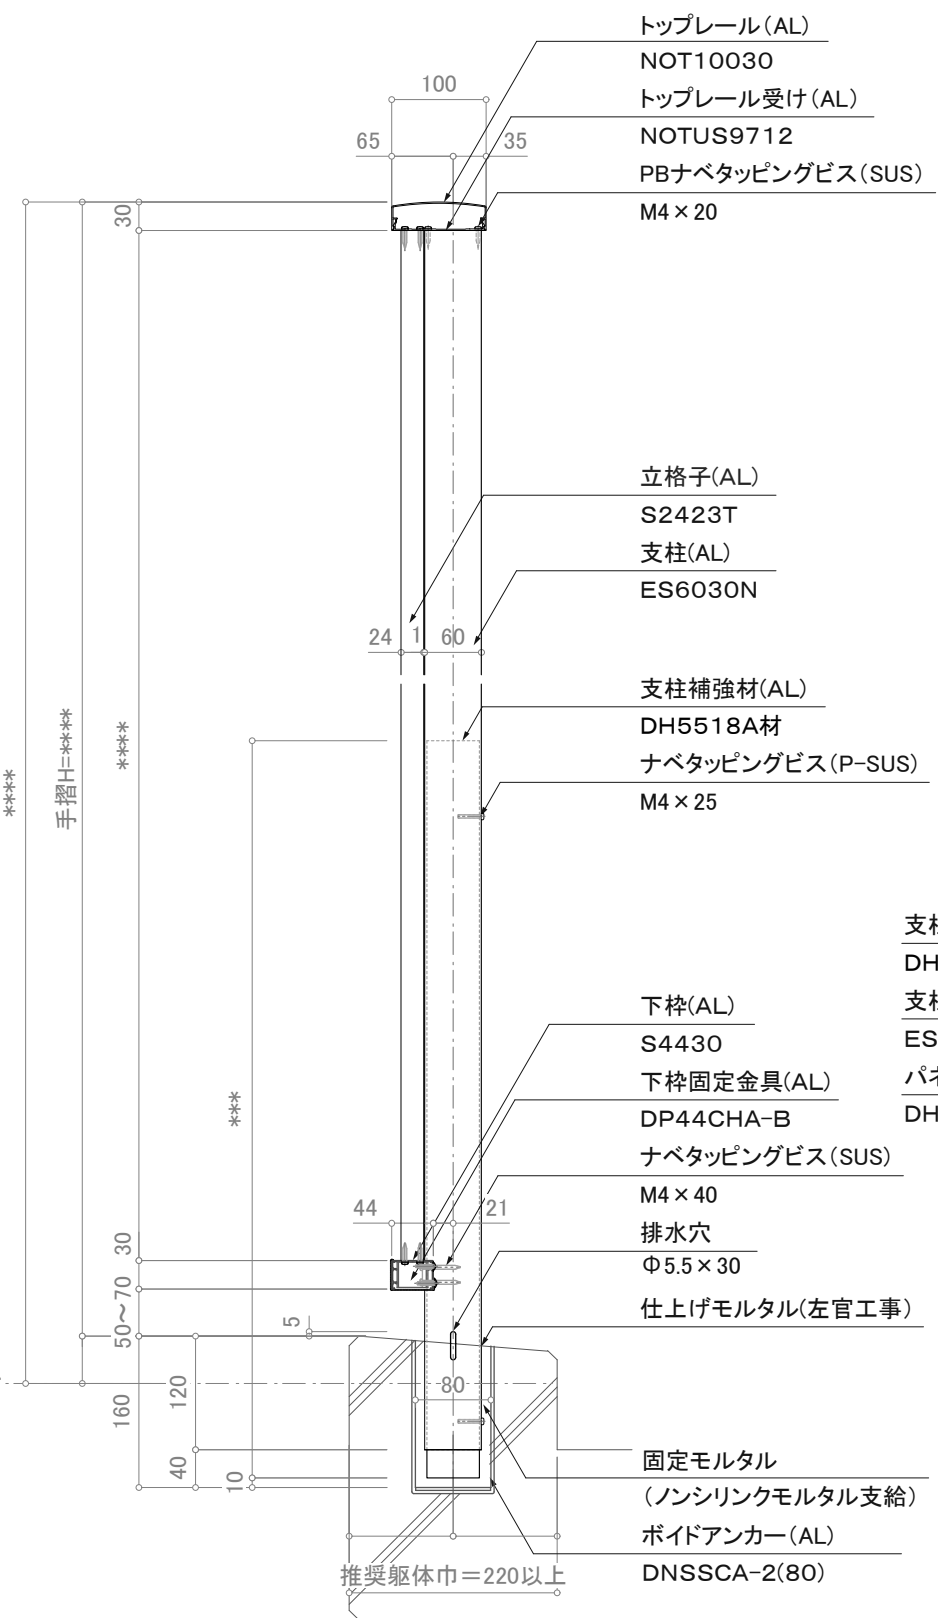 トップレール(AL)
NOT10030
トップレール受け(AL)
NOTUS9712
PBナベタッピングビス(SUS)
M4×20
100
65
35
30
立格子(AL)
S2423T
支柱(AL)
ES6030N
24
1
60
支柱補強材(AL)
DH5518A材
ナベタッピングビス(P-SUS)
M4×25
****
手摺H=****
****
***
下枠(AL)
S4430
下枠固定金具(AL)
DP44CHA-B
ナベタッピングビス(SUS)
M4×40
排水穴
Φ5.5×30
仕上げモルタル(左官工事)
44
21
30
50~70
5
80
160
120
40
10
固定モルタル
(ノンシリンクモルタル支給)
ボイドアンカー(AL)
DNSSCA-2(80)
推奨躯体巾=220以上
支
DH
支
ES
パ
DH